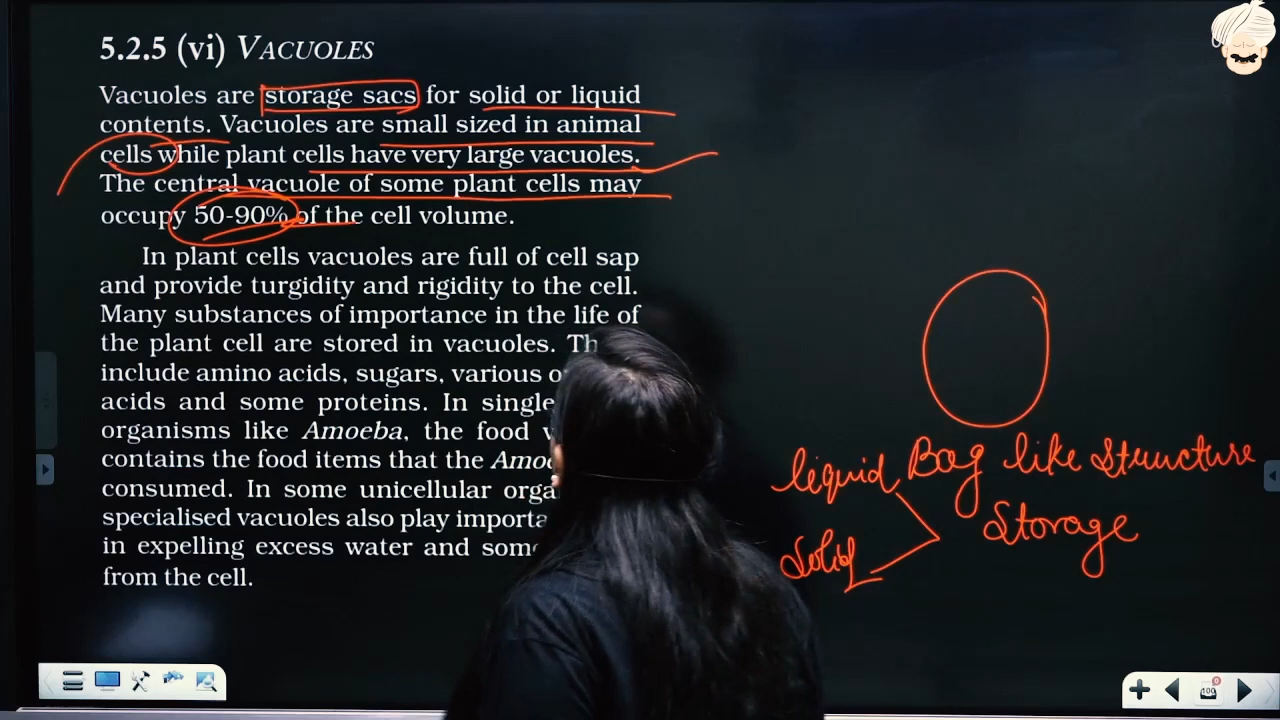 5.2.5 (vi) VACUOLES
Vacuoles are storage sacs for solid or liquid
contents. Vacuoles are small sized in animal
cells while plant cells have very large vacuoles.
The central vacuole of some plant cells may
occupy 50-90% of the cell volume.
In plant cells vacuoles are full of cell sap
and provide turgidity and rigidity to the cell.
Many substances of importance in the life of
the plant cell are stored in vacuoles.
include amino acids, sugars, various
acids and some proteins. In single
organisms like Amoeba, the food
contains the food items that the
consumed. In some unicellular
specialised vacuoles also play
in expelling excess water and
from the cell.
liquid Bag like structure
Solid Storage
100